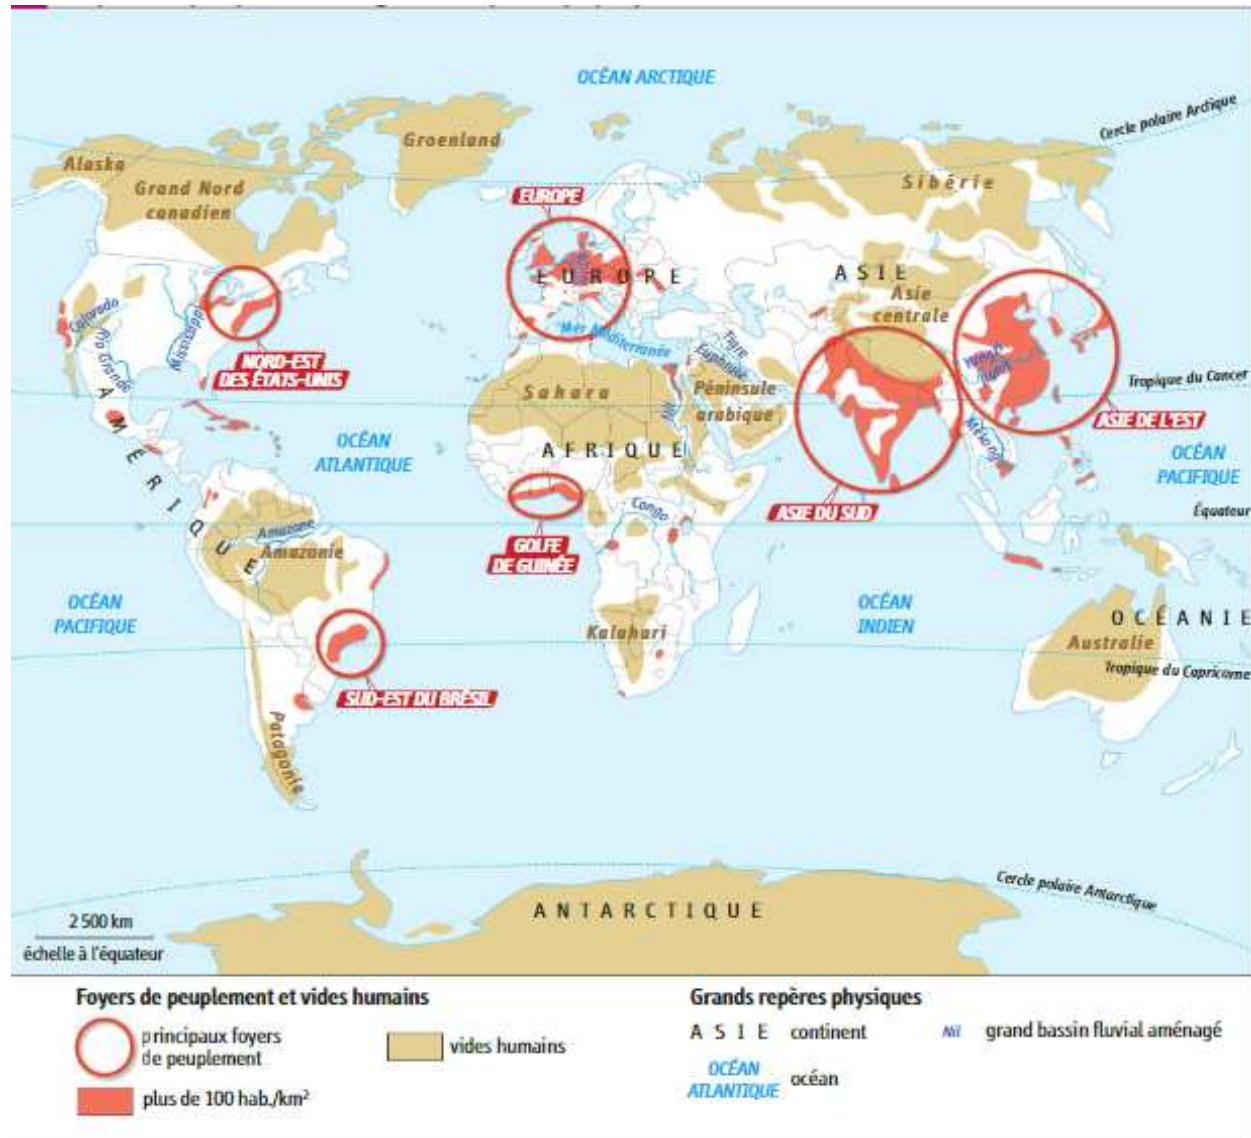 OCÉAN ARCTIQUE
Cercle polaire Arctique
Groenland
Alaska
Grand Nord
canadien
Sibérie
EUROPE
EUROPE
ASIE
Asie
centrale
Colorado
Rio Grande
Mississippi
NORD-EST
DES ÉTATS-UNIS
Mer Méditerranée
Tigre
Euphrate
Tropique du Cancer
Sahara
Nil
Péninsule
arabique
ASIE DE L'EST
AMÉRIQUE
OCÉAN
ATLANTIQUE
AFRIQUE
Mékong
OCÉAN
PACIFIQUE
Congo
ASIE DU SUD
Équateur
Amazone
Amazonie
GOLFE
DE GUINÉE
OCÉAN
PACIFIQUE
OCÉAN
INDIEN
OCÉANIE
Kalahari
Australie
Tropique du Capricorne
SUD-EST DU BRÉSIL
Patagonie
Cercle polaire Antarctique
ANTARCTIQUE
2 500 km
échelle à l'équateur
Foyers de peuplement et vides humains
principaux foyers
de peuplement
vides humains
plus de 100 hab./km²
Grands repères physiques
ASIE continent
Nil grand bassin fluvial aménagé
OCÉAN
ATLANTIQUE
océan